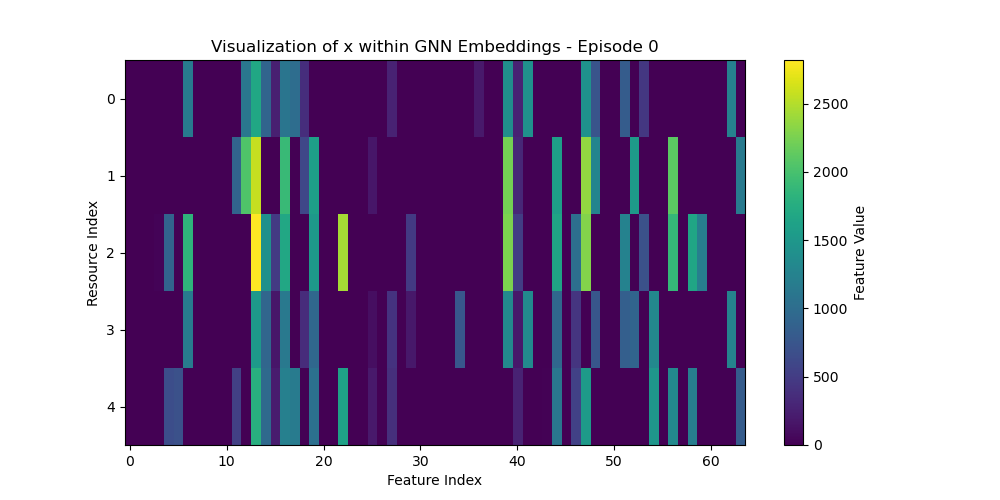 Visualization of x within GNN Embeddings - Episode 0
Resource Index
0
1
2
3
4
0 10 20 30 40 50 60
Feature Index
2500
2000
1500
1000
500
0
Feature Value